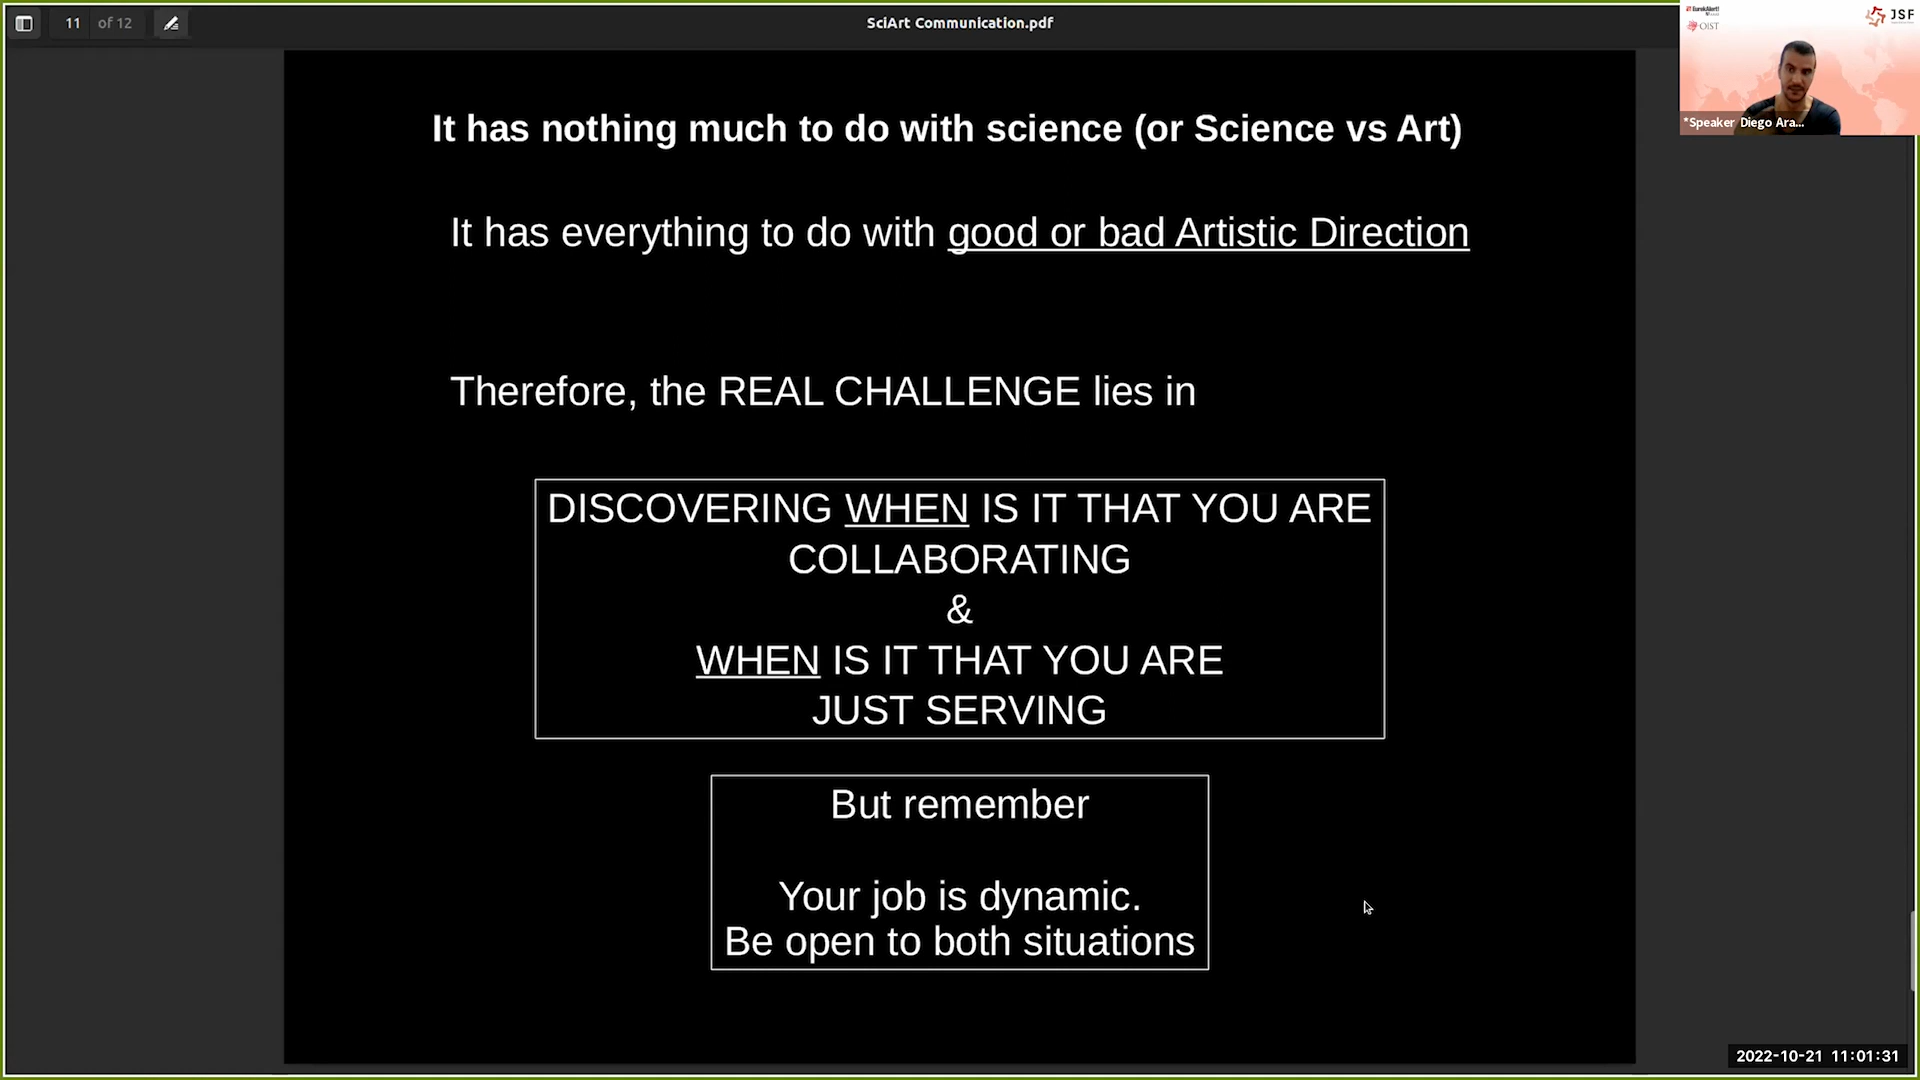 11 of 12
SciArt Communication.pdf
EurekAlert!
OIST
JSF
*Speaker Diego Ara...
It has nothing much to do with science (or Science vs Art)
It has everything to do with good or bad Artistic Direction
Therefore, the REAL CHALLENGE lies in
DISCOVERING WHEN IS IT THAT YOU ARE
COLLABORATING
&
WHEN IS IT THAT YOU ARE
JUST SERVING
But remember
Your job is dynamic.
Be open to both situations
2022-10-21 11:01:31